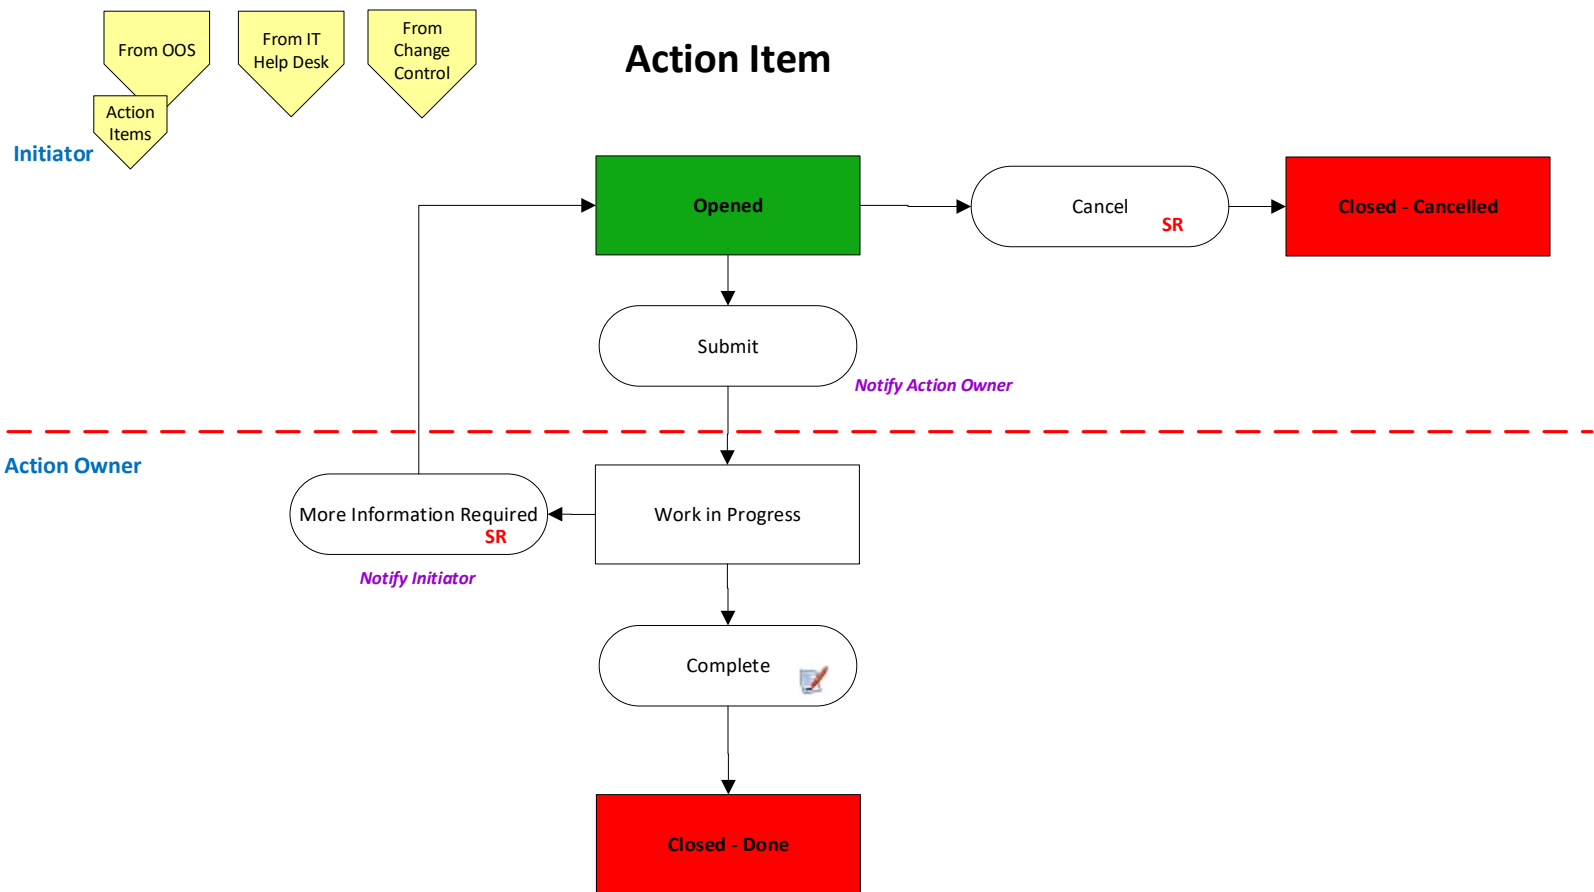 From OOS
From IT
Help Desk
From
Change
Control
Action Item
Action
Items
Initiator
Opened
Cancel
SR
Closed - Cancelled
Submit
Notify Action Owner
Action Owner
More Information Required
SR
Work in Progress
Notify Initiator
Complete
Closed - Done